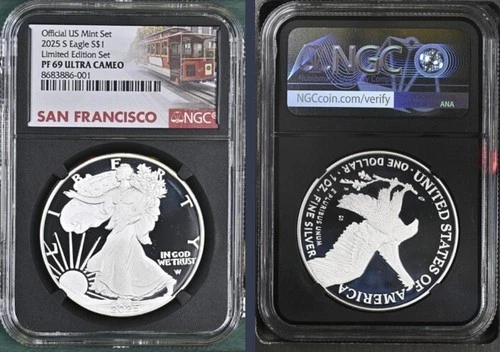 Official US Mint Set
2025 S Eagle S$1
Limited Edition Set
PF 69 ULTRA CAMEO
8683886-001
SAN FRANCISCO
NGC
LIBERTY
IN GOD
WE TRUST
W
2025
NGC
NGCcoin.com/verify
ANA
UNITED STATES OF AMERICA
ONE DOLLAR
1 OZ. FINE SILVER
E PLURIBUS UNUM